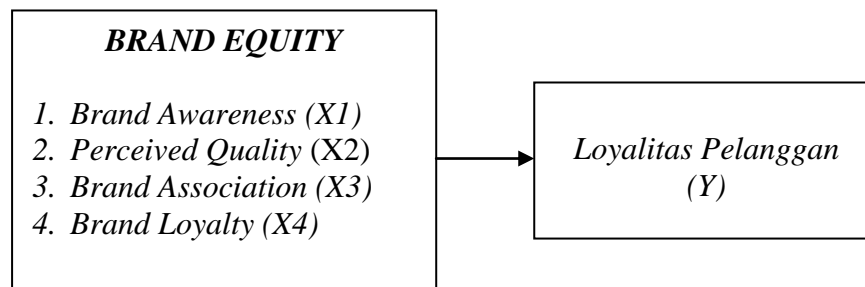 BRAND EQUITY
1. Brand Awareness (X1)
2. Perceived Quality (X2)
3. Brand Association (X3)
4. Brand Loyalty (X4)
Loyalitas Pelanggan
(Y)